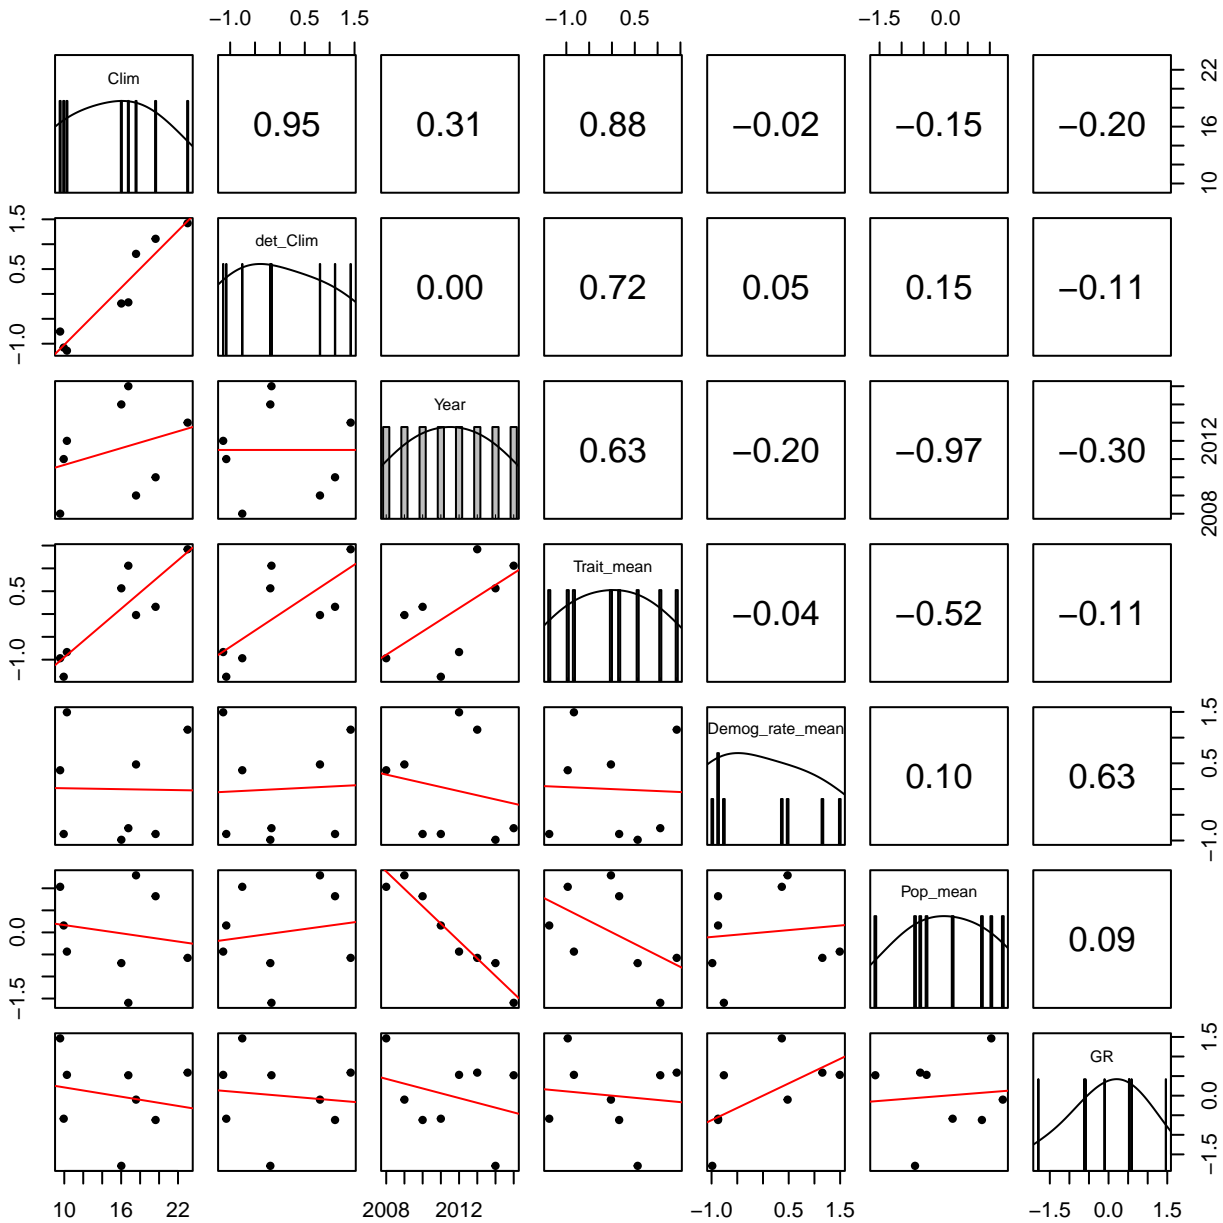 −1.0 0.5 1.5 −1.0 0.5 −1.5 0.0
Clim 0.95 0.31 0.88 −0.02 −0.15 −0.20 10 16 22
−1.0 0.5 1.5 det_Clim 0.00 0.72 0.05 0.15 −0.11
Year 0.63 −0.20 −0.97 −0.30 2008 2012
−1.0 0.5 Trait_mean −0.04 −0.52 −0.11
Demog_rate_mean 0.10 0.63 −1.0 0.5 1.5
−1.5 0.0 Pop_mean 0.09
GR −1.5 0.0 1.5
10 16 22 2008 2012 −1.0 0.5 1.5 −1.5 0.0 1.5